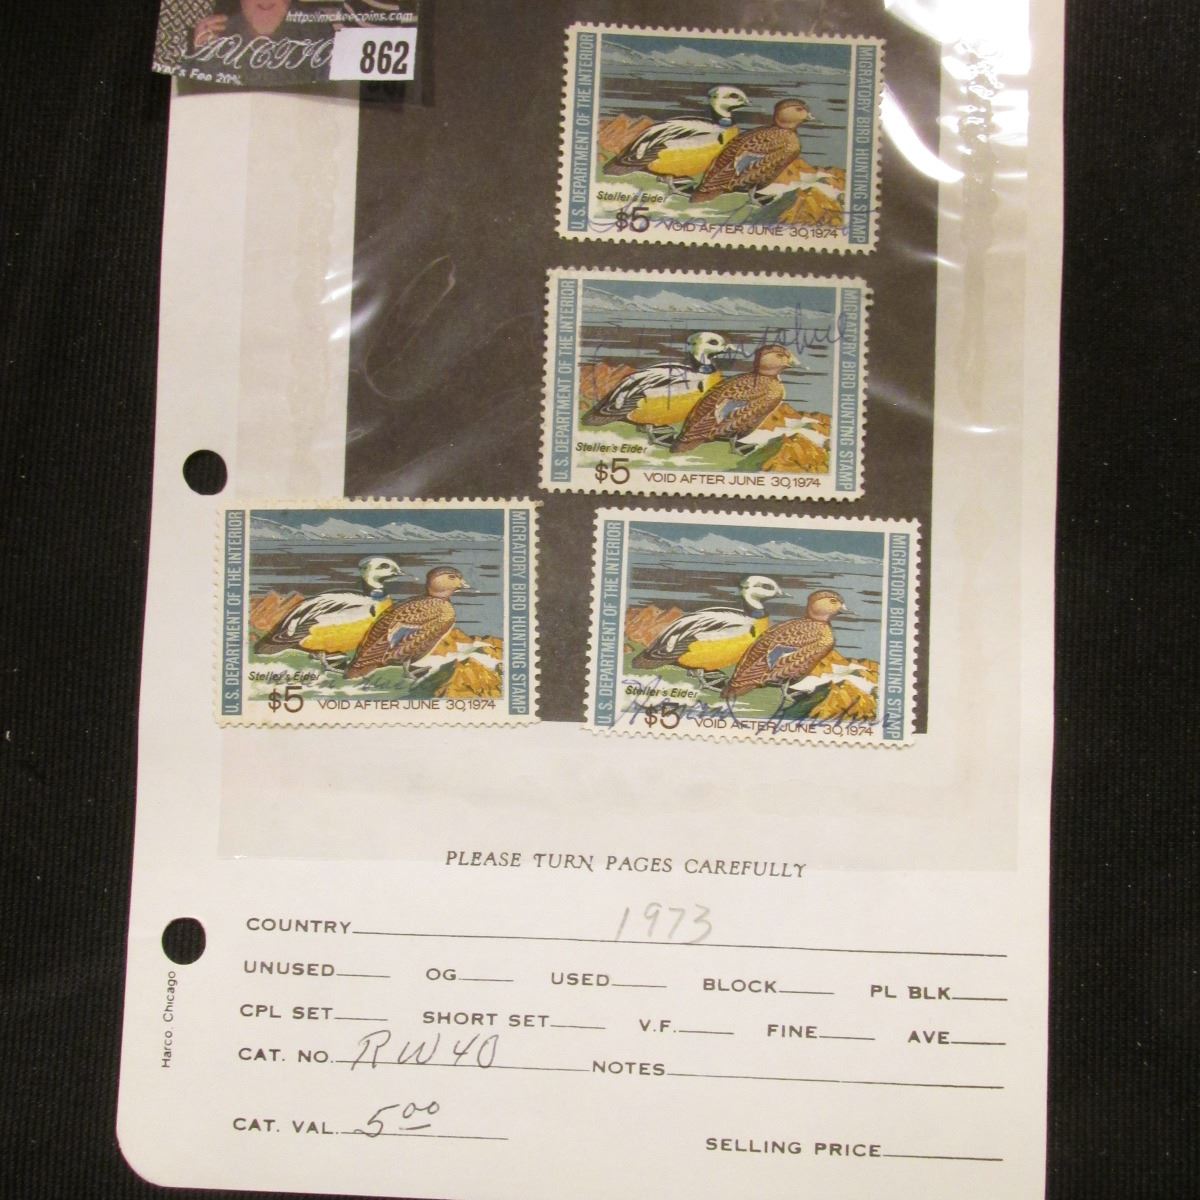 http://mckeecoins.com
AUCTIO
862
yer's Fee 20%
U.S. DEPARTMENT OF THE INTERIOR
MIGRATORY BIRD HUNTING STAMP
Steller's Eider
$5 VOID AFTER JUNE 30,1974
U.S. DEPARTMENT OF THE INTERIOR
MIGRATORY BIRD HUNTING STAMP
Steller's Eider
$5 VOID AFTER JUNE 30,1974
U.S. DEPARTMENT OF THE INTERIOR
MIGRATORY BIRD HUNTING STAMP
Steller's Eider
$5 VOID AFTER JUNE 30,1974
U.S. DEPARTMENT OF THE INTERIOR
MIGRATORY BIRD HUNTING STAMP
Steller's Eider
$5 VOID AFTER JUNE 30,1974
PLEASE TURN PAGES CAREFULLY
COUNTRY 1973
UNUSED OG USED BLOCK PL BLK
CPL SET SHORT SET V.F. FINE AVE
CAT. NO. RW40 NOTES
CAT. VAL. 5.00
SELLING PRICE
Harco, Chicago